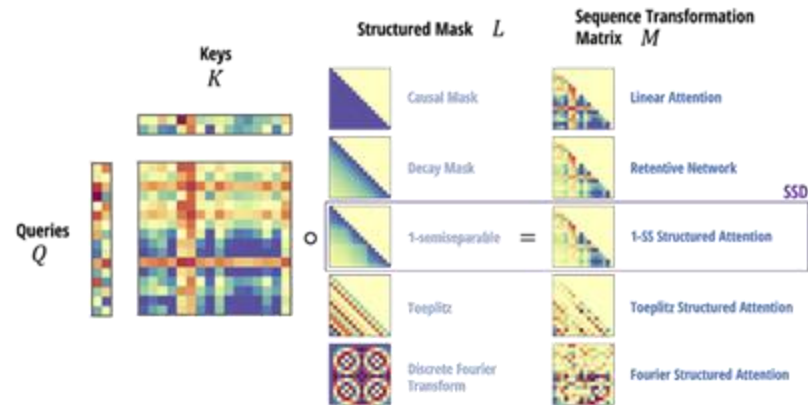 Structured Mask L
Sequence Transformation
Matrix M
Keys
K
Causal Mask
Linear Attention
Decay Mask
Retentive Network
SSD
Queries
Q
1-semiseparable
=
1-SS Structured Attention
Toeplitz
Toeplitz Structured Attention
Discrete Fourier
Transform
Fourier Structured Attention